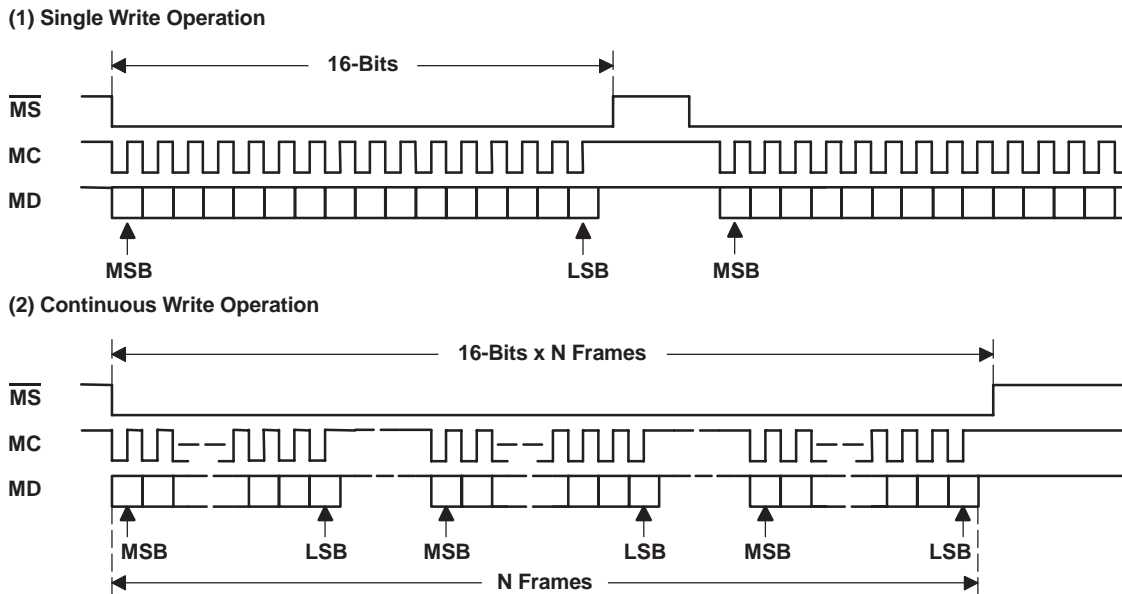 (1) Single Write Operation
16-Bits
MS
MC
MD
MSB LSB MSB
(2) Continuous Write Operation
16-Bits x N Frames
MS
MC
MD
MSB LSB MSB LSB MSB LSB
N Frames